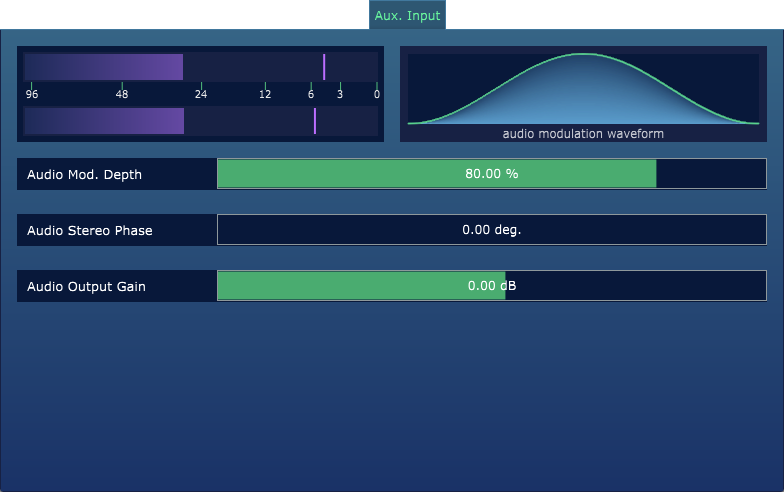 Aux. Input
96 48 24 12 6 3 0
audio modulation waveform
Audio Mod. Depth 80.00 %
Audio Stereo Phase 0.00 deg.
Audio Output Gain 0.00 dB